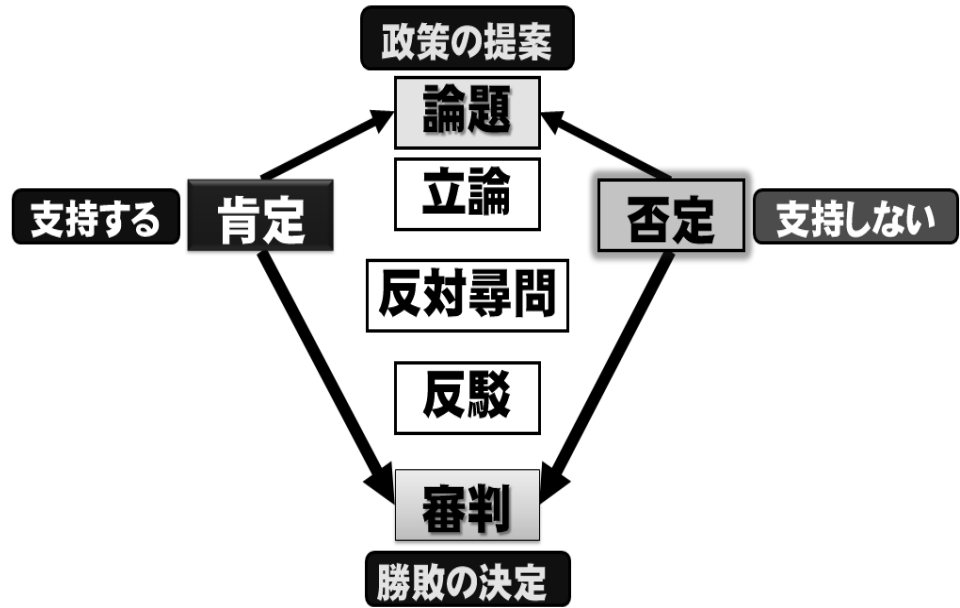 政策の提案
論題
立論
支持する
肯定
否定
支持しない
反対尋問
反駁
審判
勝敗の決定